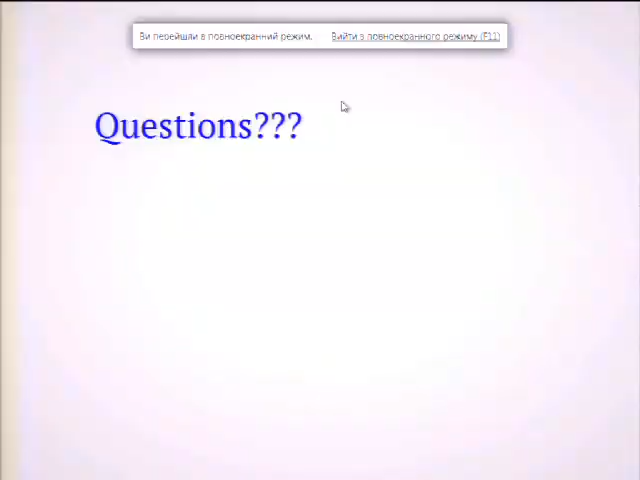 Ви перейшли в повноекранний режим. Вийти з повноекранного режиму (F11)
Questions???